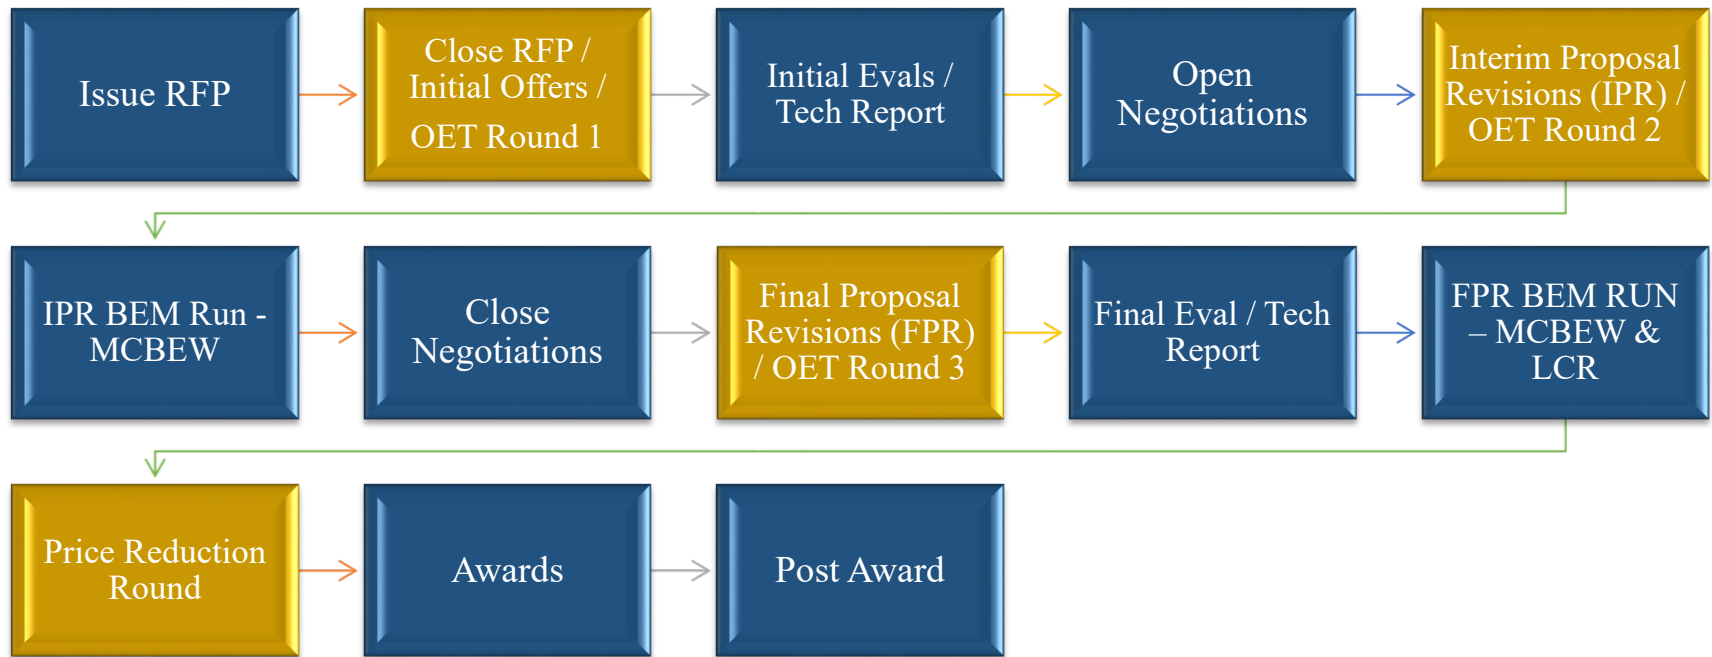 Issue RFP
Close RFP /
Initial Offers /
OET Round 1
Initial Evals /
Tech Report
Open
Negotiations
Interim Proposal
Revisions (IPR) /
OET Round 2
IPR BEM Run -
MCBEW
Close
Negotiations
Final Proposal
Revisions (FPR)
/ OET Round 3
Final Eval / Tech
Report
FPR BEM RUN
– MCBEW &
LCR
Price Reduction
Round
Awards
Post Award